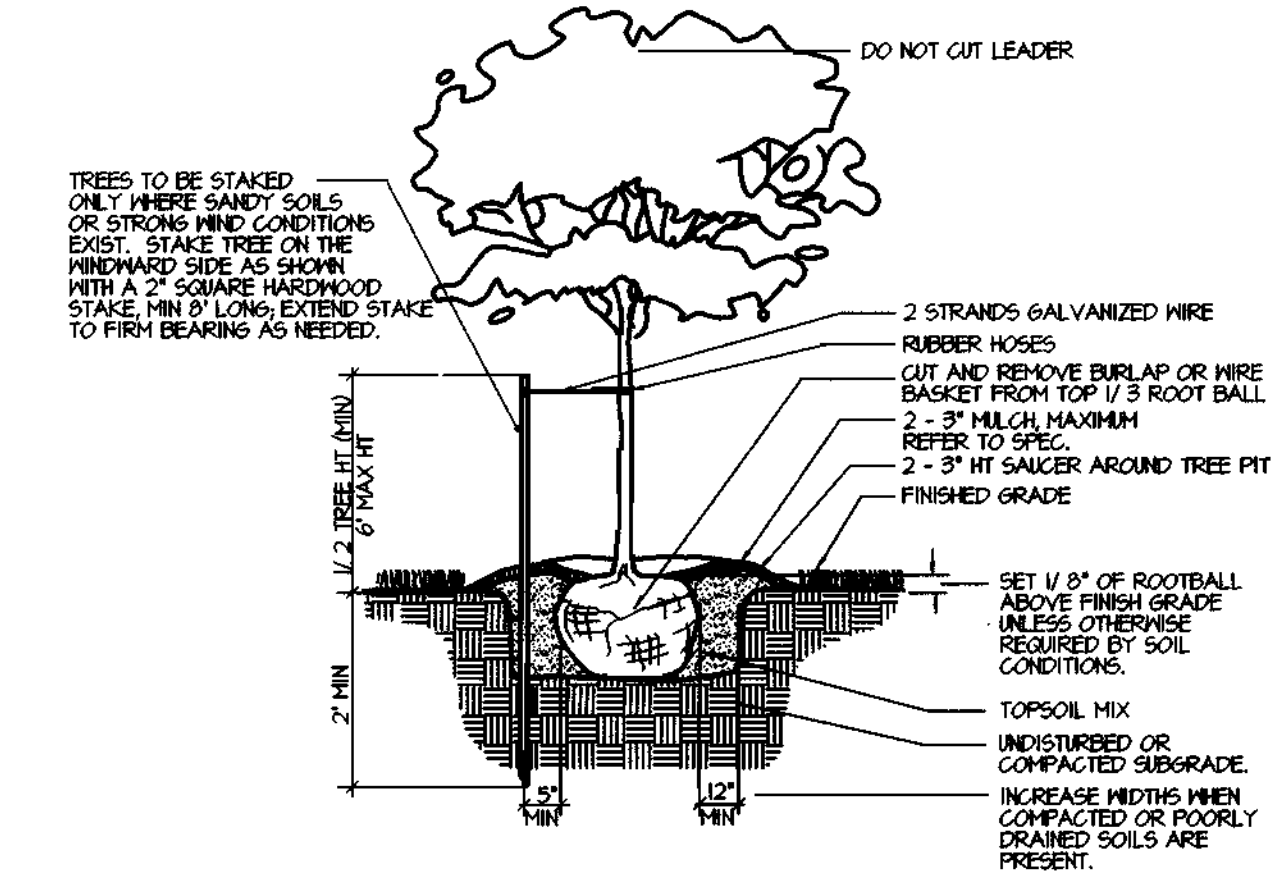 DO NOT CUT LEADER
TREES TO BE STAKED
ONLY WHERE SANDY SOILS
OR STRONG WIND CONDITIONS
EXIST. STAKE TREE ON THE
WINDWARD SIDE AS SHOWN
WITH A 2" SQUARE HARDWOOD
STAKE, MIN 8' LONG; EXTEND STAKE
TO FIRM BEARING AS NEEDED.
2 STRANDS GALVANIZED WIRE
RUBBER HOSES
CUT AND REMOVE BURLAP OR WIRE
BASKET FROM TOP 1/3 ROOT BALL
2 - 3" MULCH, MAXIMUM
REFER TO SPEC.
2 - 3" HT SAUCER AROUND TREE PIT
FINISHED GRADE
1/2 TREE HT (MIN)
6' MAX HT
2' MIN
SET 1/8" OF ROOTBALL
ABOVE FINISH GRADE
UNLESS OTHERWISE
REQUIRED BY SOIL
CONDITIONS.
TOPSOIL MIX
UNDISTURBED OR
COMPACTED SUBGRADE.
5"
MIN
12"
MIN
INCREASE WIDTHS WHEN
COMPACTED OR POORLY
DRAINED SOILS ARE
PRESENT.